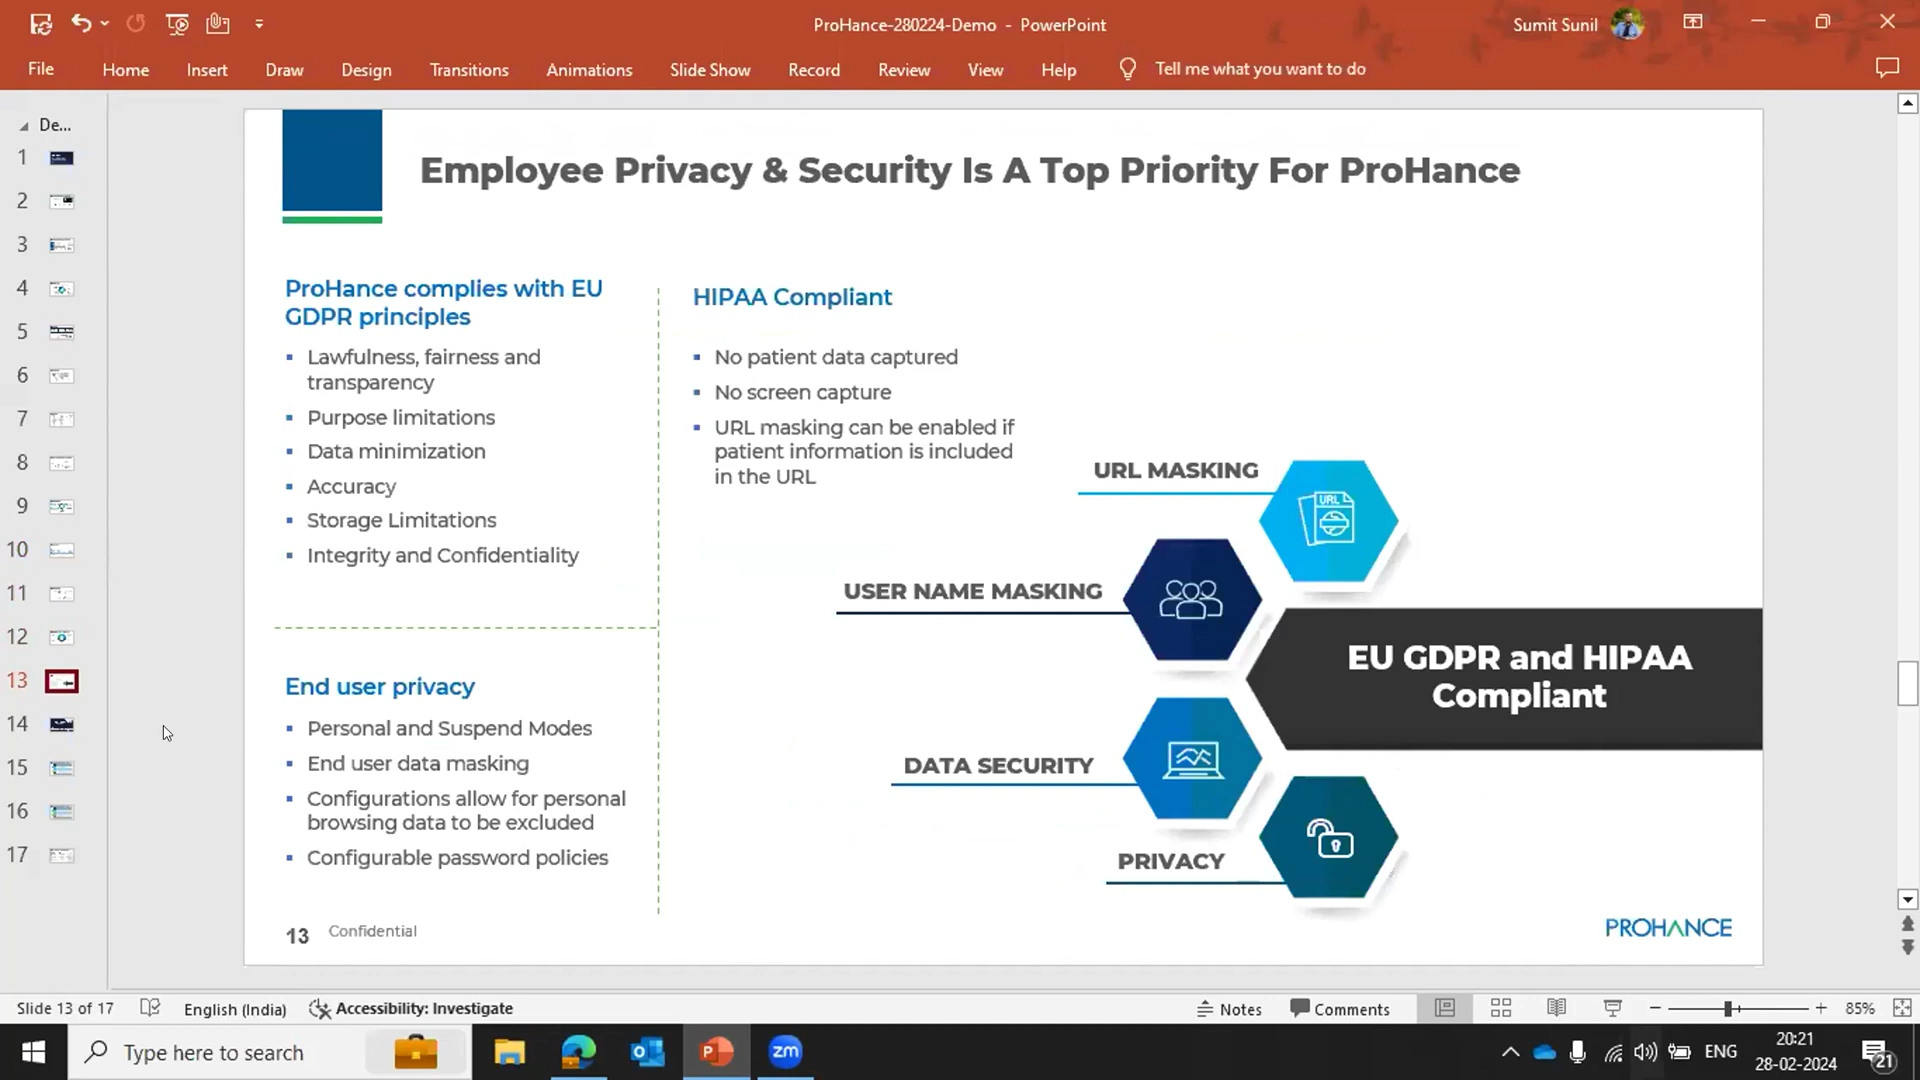 ProHance-280224-Demo - PowerPoint
Sumit Sunil
File
Home
Insert
Draw
Design
Transitions
Animations
Slide Show
Record
Review
View
Help
Tell me what you want to do
De...
1
2
3
4
5
6
7
8
9
10
11
12
13
14
15
16
17
Employee Privacy & Security Is A Top Priority For ProHance
ProHance complies with EU
GDPR principles
Lawfulness, fairness and
transparency
Purpose limitations
Data minimization
Accuracy
Storage Limitations
Integrity and Confidentiality
End user privacy
Personal and Suspend Modes
End user data masking
Configurations allow for personal
browsing data to be excluded
Configurable password policies
HIPAA Compliant
No patient data captured
No screen capture
URL masking can be enabled if
patient information is included
in the URL
URL MASKING
URL
USER NAME MASKING
EU GDPR and HIPAA
Compliant
DATA SECURITY
PRIVACY
13
Confidential
PROHANCE
Slide 13 of 17
English (India)
Accessibility: Investigate
Notes
Comments
85%
Type here to search
P
zm
ENG
20:21
28-02-2024
21